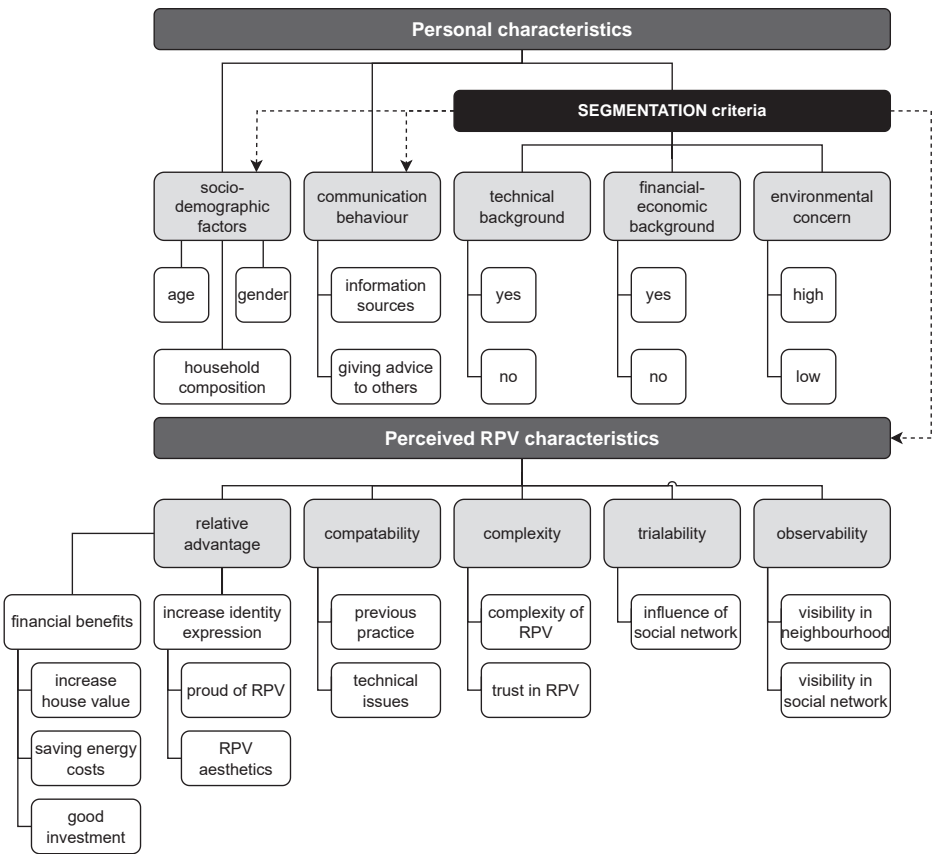 Personal characteristics
SEGMENTATION criteria
socio-
demographic
factors
communication
behaviour
technical
background
financial-
economic
background
environmental
concern
age
gender
information
sources
yes
yes
high
household
composition
giving advice
to others
no
no
low
Perceived RPV characteristics
relative
advantage
compatability
complexity
trialability
observability
financial benefits
increase identity
expression
previous
practice
complexity of
RPV
influence of
social network
visibility in
neighbourhood
increase
house value
proud of RPV
technical
issues
trust in RPV
visibility in
social network
saving energy
costs
RPV
aesthetics
good
investment